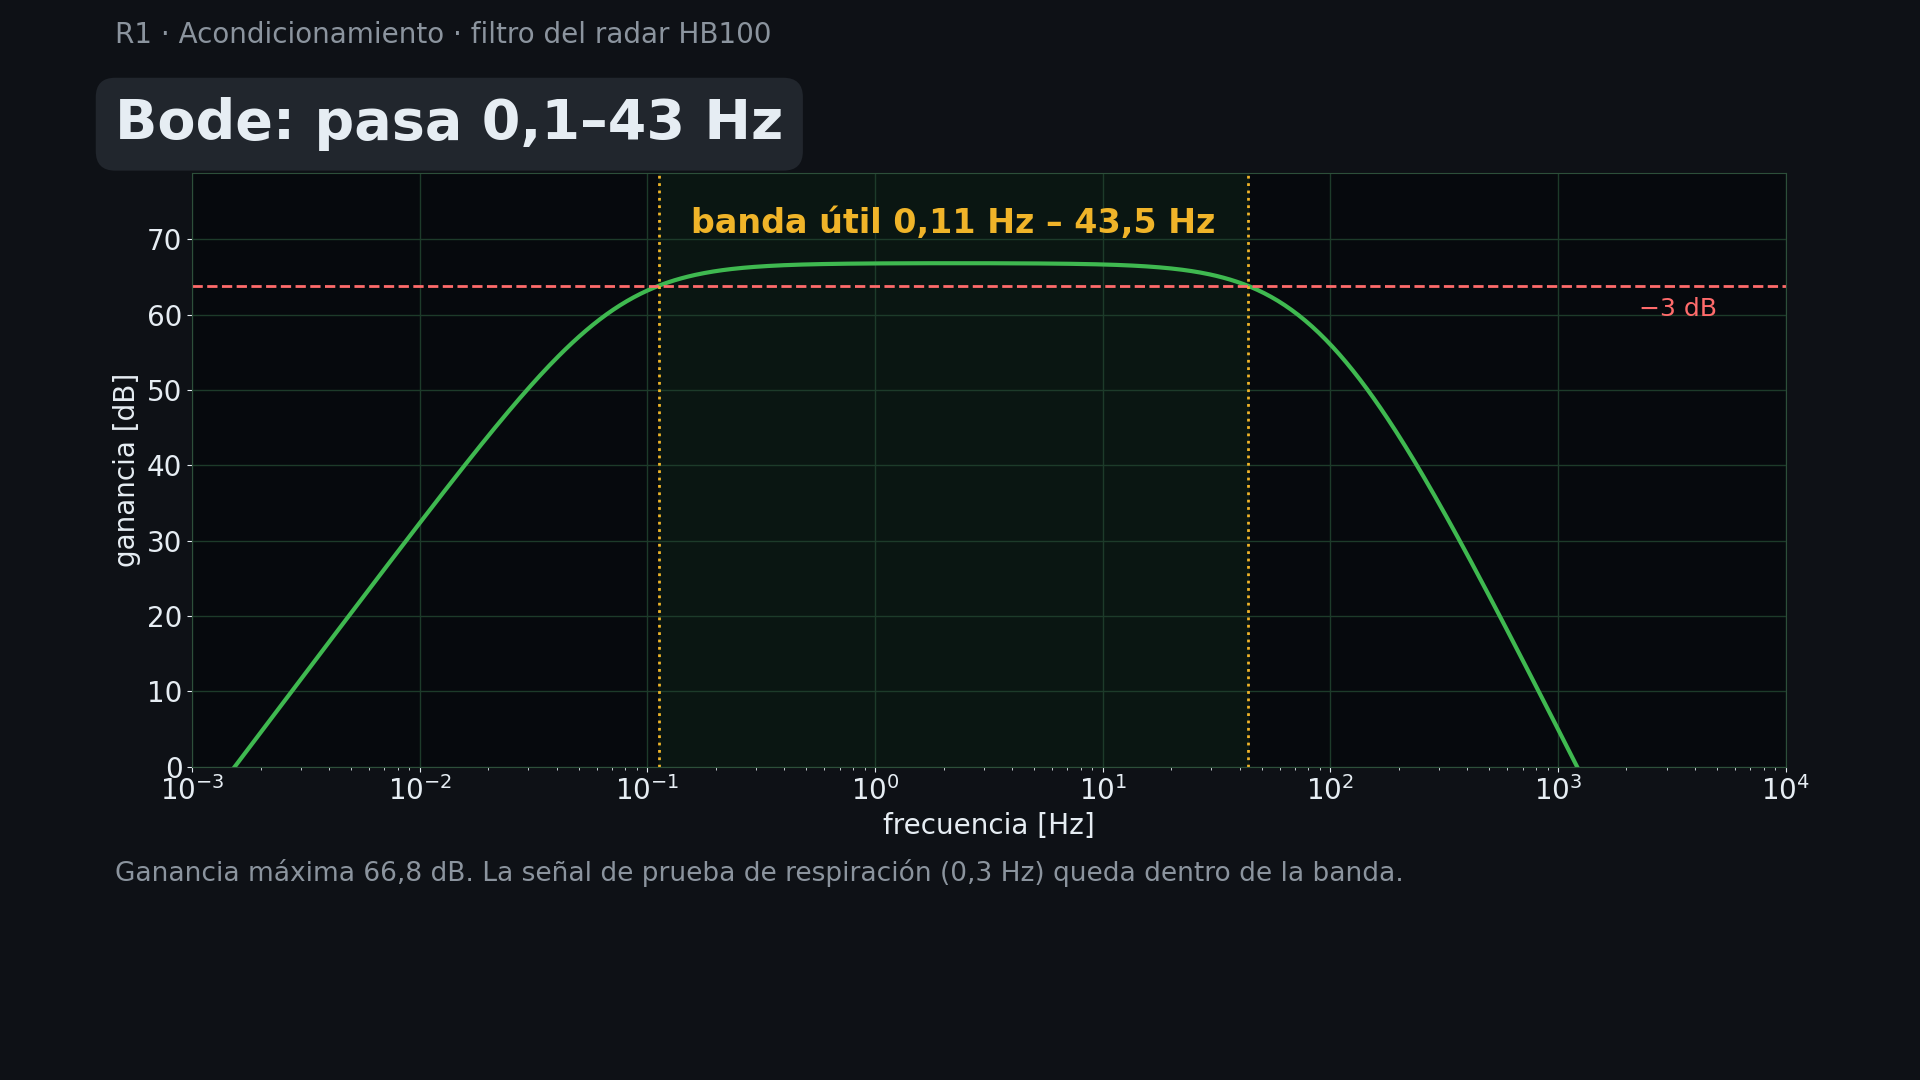 R1 · Acondicionamiento · filtro del radar HB100
Bode: pasa 0,1–43 Hz
banda útil 0,11 Hz – 43,5 Hz
−3 dB
ganancia [dB]
70
60
50
40
30
20
10
0
10⁻³ 10⁻² 10⁻¹ 10⁰ 10¹ 10² 10³ 10⁴
frecuencia [Hz]
Ganancia máxima 66,8 dB. La señal de prueba de respiración (0,3 Hz) queda dentro de la banda.